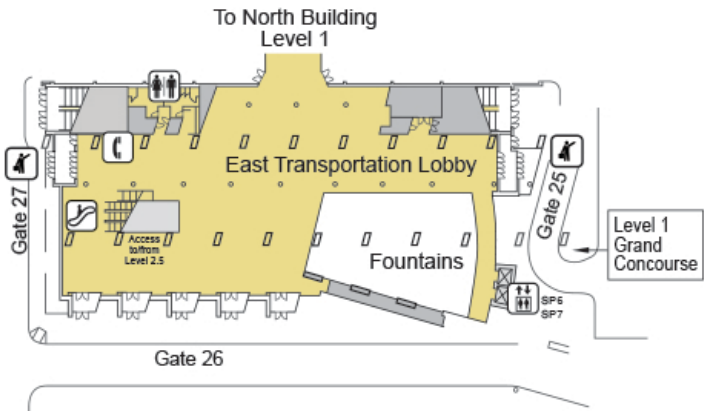 To North Building
Level 1
East Transportation Lobby
Gate 27
Gate 25
Access
to/from
Level 2.5
Fountains
Level 1
Grand
Concourse
SP6
SP7
Gate 26